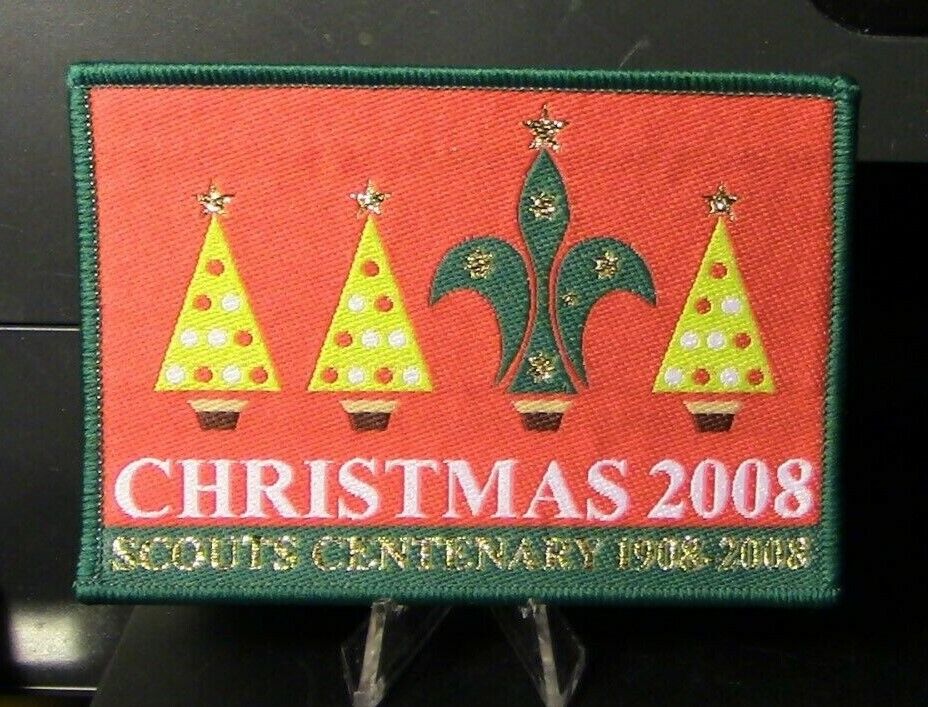 CHRISTMAS 2008
SCOUTS CENTENARY 1908-2008